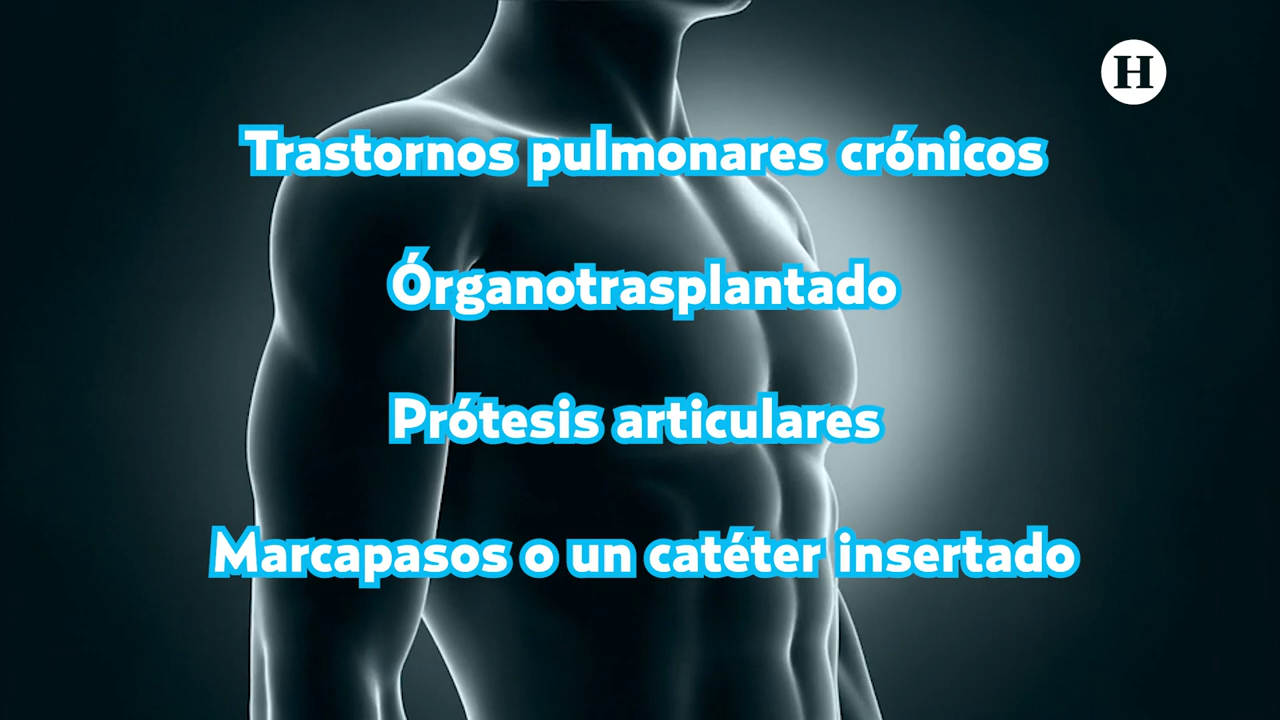 H
Trastornos pulmonares crónicos
Órganotrasplantado
Prótesis articulares
Marcapasos o un catéter insertado